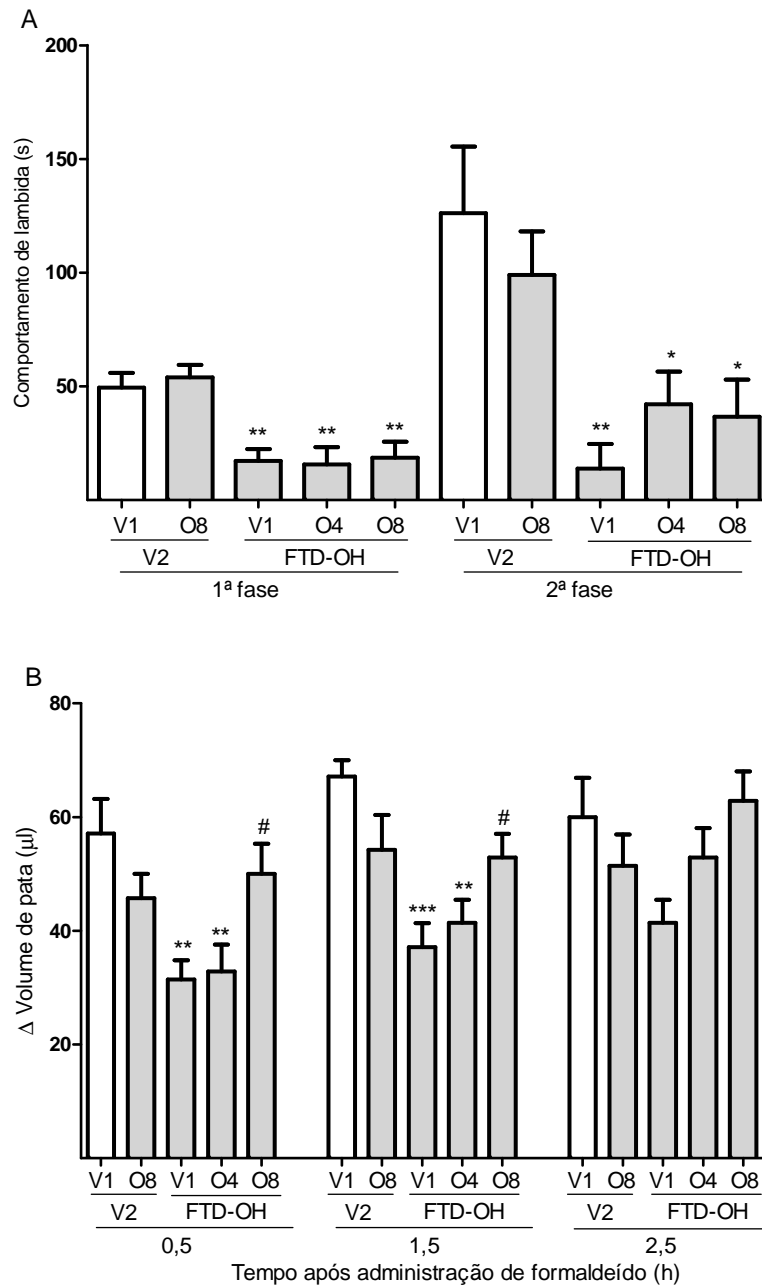 A
200
150
100
50
Comportamento de lambida (s)
** ** ** ** * *
V1 O8 V1 O4 O8 V1 O8 V1 O4 O8
V2 FTD-OH V2 FTD-OH
1ª fase 2ª fase
B
80
60
40
20
Δ Volume de pata (µl)
** ** # *** ** #
V1 O8 V1 O4 O8 V1 O8 V1 O4 O8 V1 O8 V1 O4 O8
V2 FTD-OH V2 FTD-OH V2 FTD-OH
0,5 1,5 2,5
Tempo após administração de formaldeído (h)